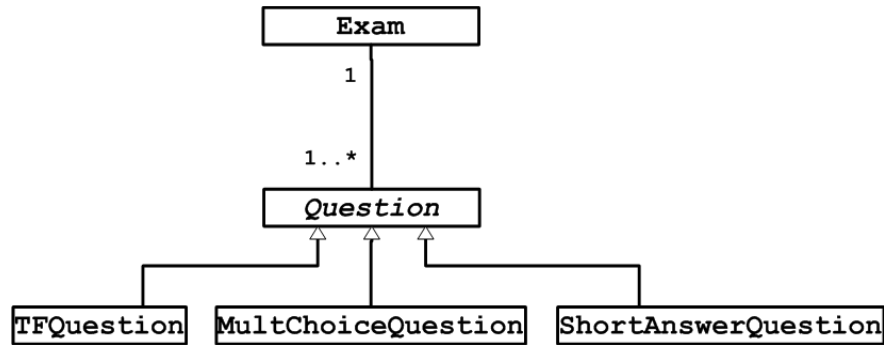 Exam
1
1..*
Question
TFQuestion MultChoiceQuestion ShortAnswerQuestion